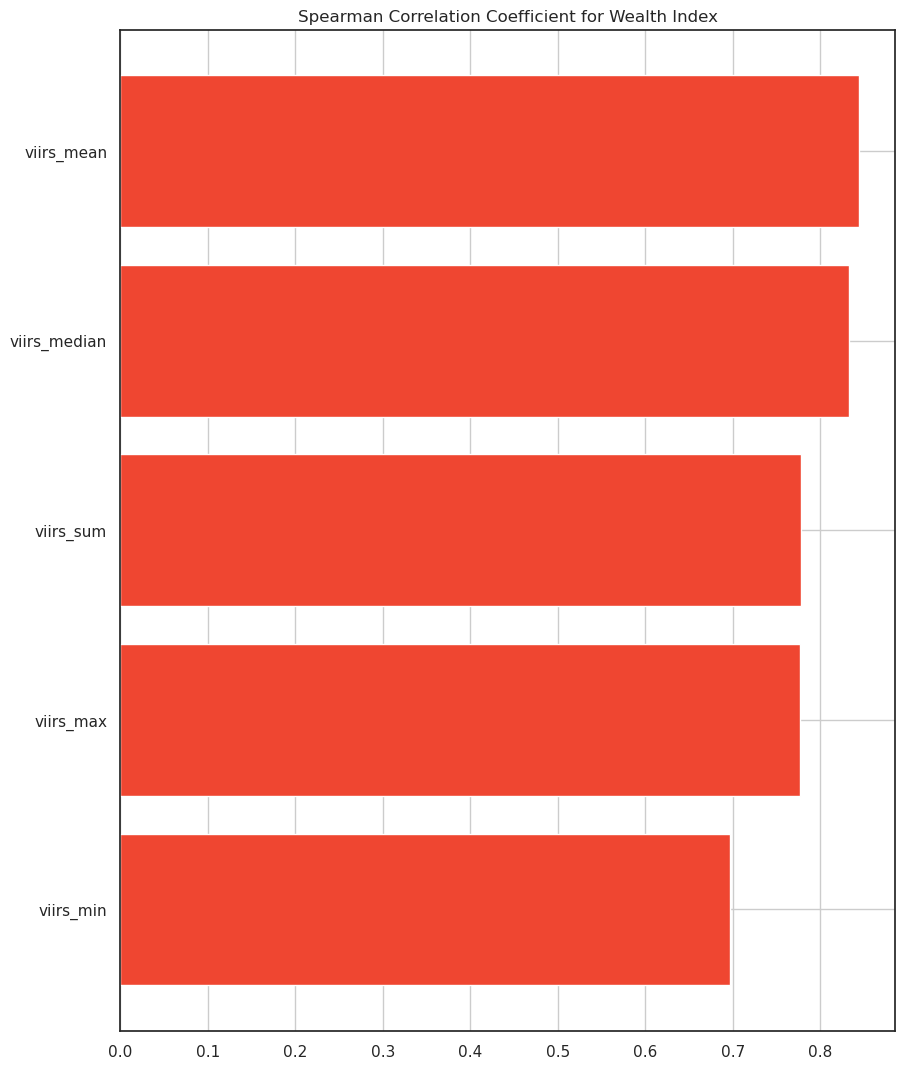 Spearman Correlation Coefficient for Wealth Index
viirs_mean
viirs_median
viirs_sum
viirs_max
viirs_min
0.0 0.1 0.2 0.3 0.4 0.5 0.6 0.7 0.8